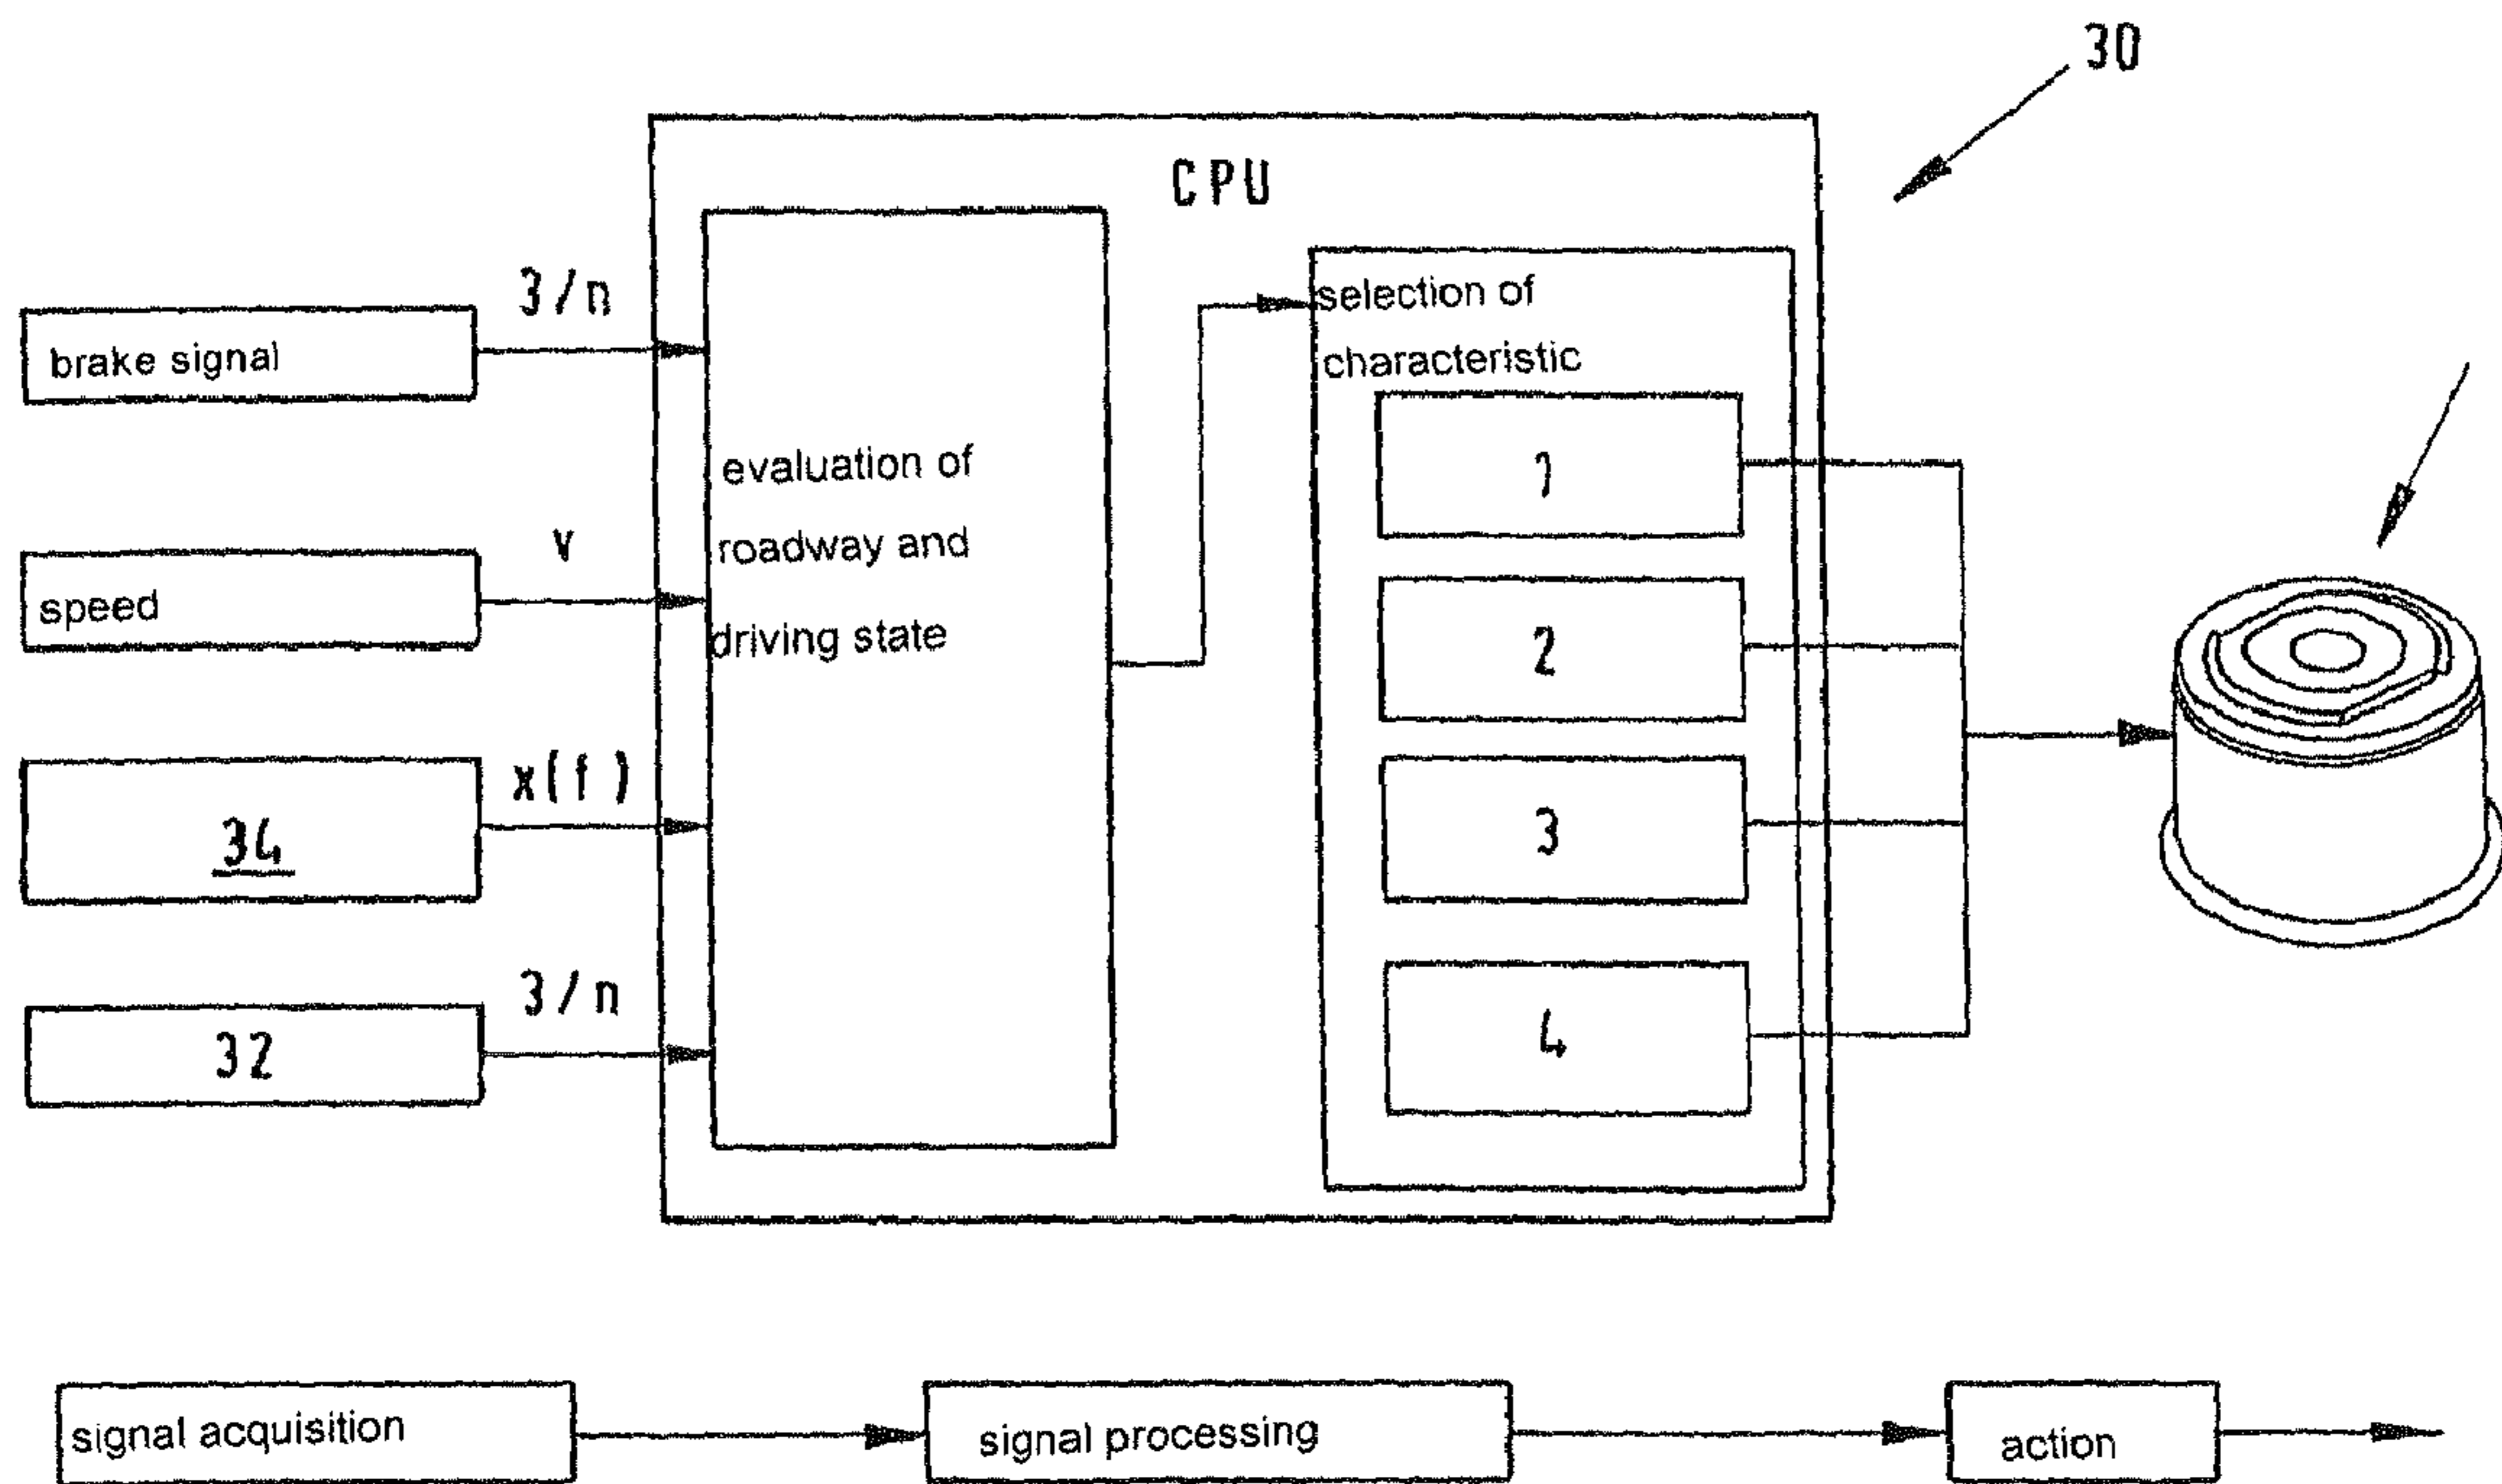 30
CPU
3/n
brake signal
selection of
characteristic
evaluation of
roadway and
driving state
v
speed
x(f)
34
3/n
32
1
2
3
4
signal acquisition
signal processing
action